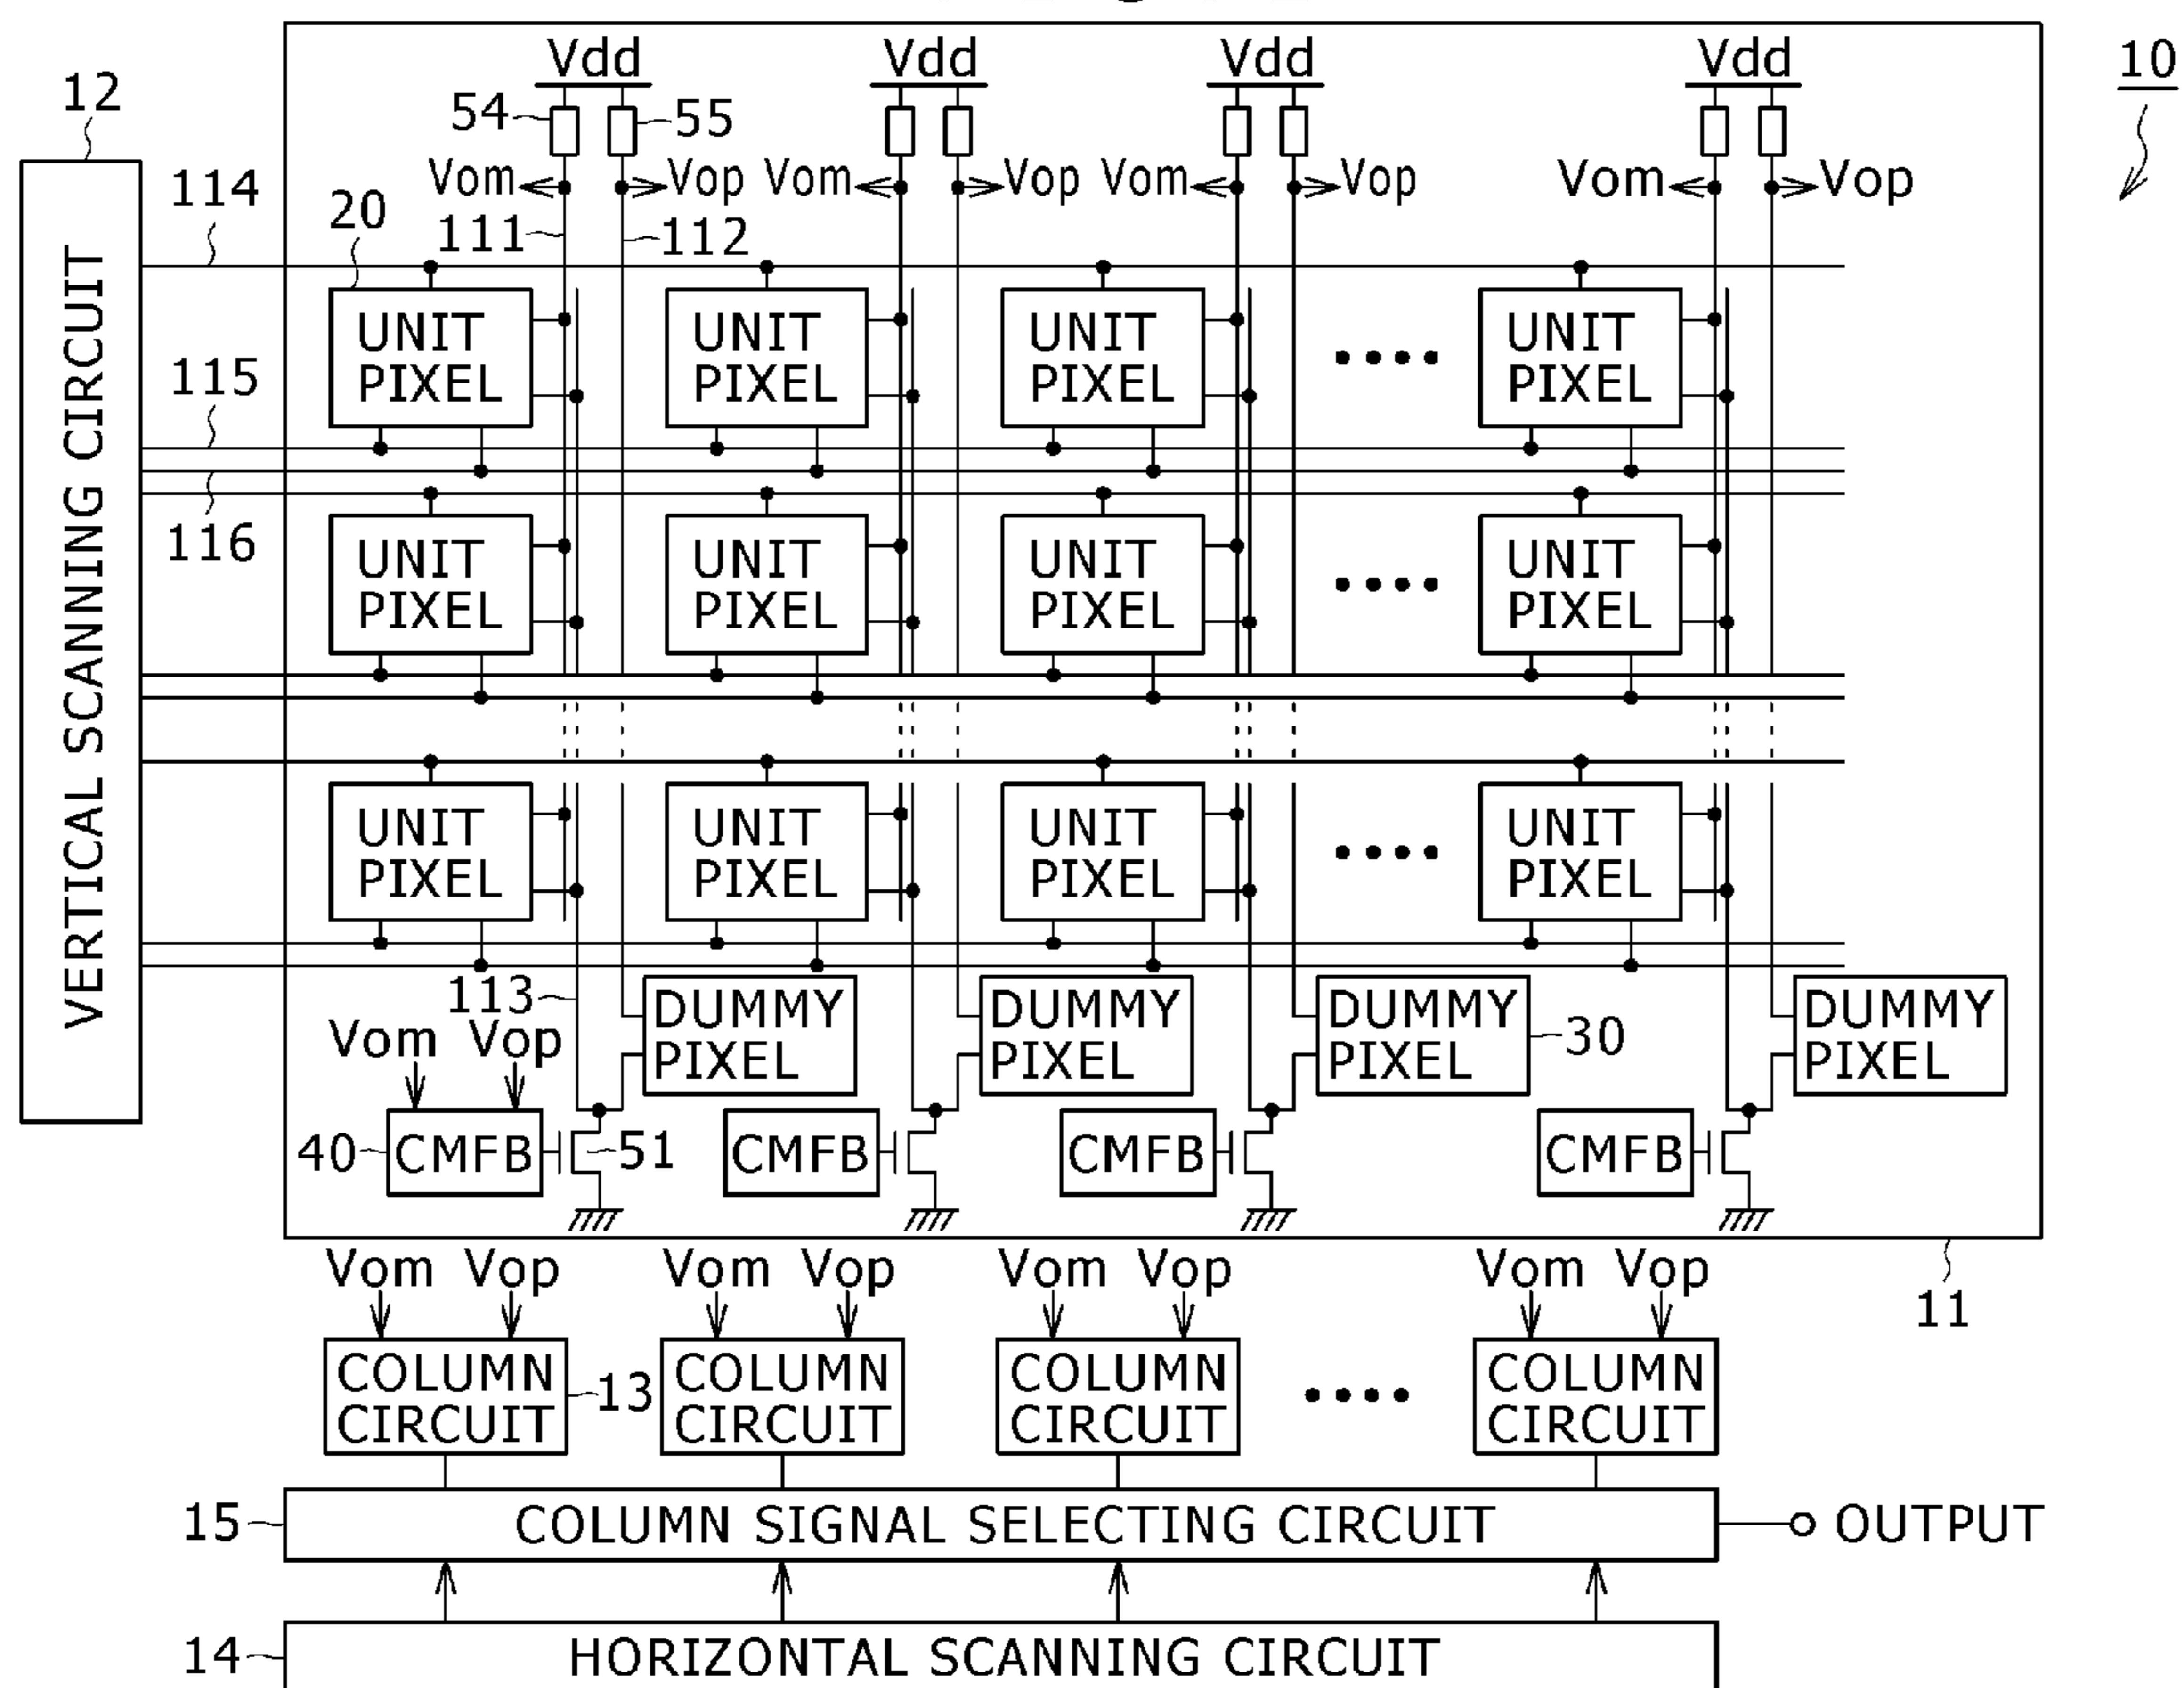 Vdd Vdd Vdd Vdd
10
12
54 55
Vom Vop Vom Vop Vom Vop Vom Vop
114
20
111 112
VERTICAL SCANNING CIRCUIT
UNIT PIXEL
UNIT PIXEL
UNIT PIXEL
UNIT PIXEL
115
116
UNIT PIXEL
UNIT PIXEL
UNIT PIXEL
UNIT PIXEL
UNIT PIXEL
UNIT PIXEL
UNIT PIXEL
UNIT PIXEL
113
DUMMY PIXEL
DUMMY PIXEL
DUMMY PIXEL
30
DUMMY PIXEL
Vom Vop
40
CMFB
51
CMFB
CMFB
CMFB
Vom Vop Vom Vop Vom Vop Vom Vop
11
COLUMN CIRCUIT
13
COLUMN CIRCUIT
COLUMN CIRCUIT
COLUMN CIRCUIT
15
COLUMN SIGNAL SELECTING CIRCUIT
OUTPUT
14
HORIZONTAL SCANNING CIRCUIT